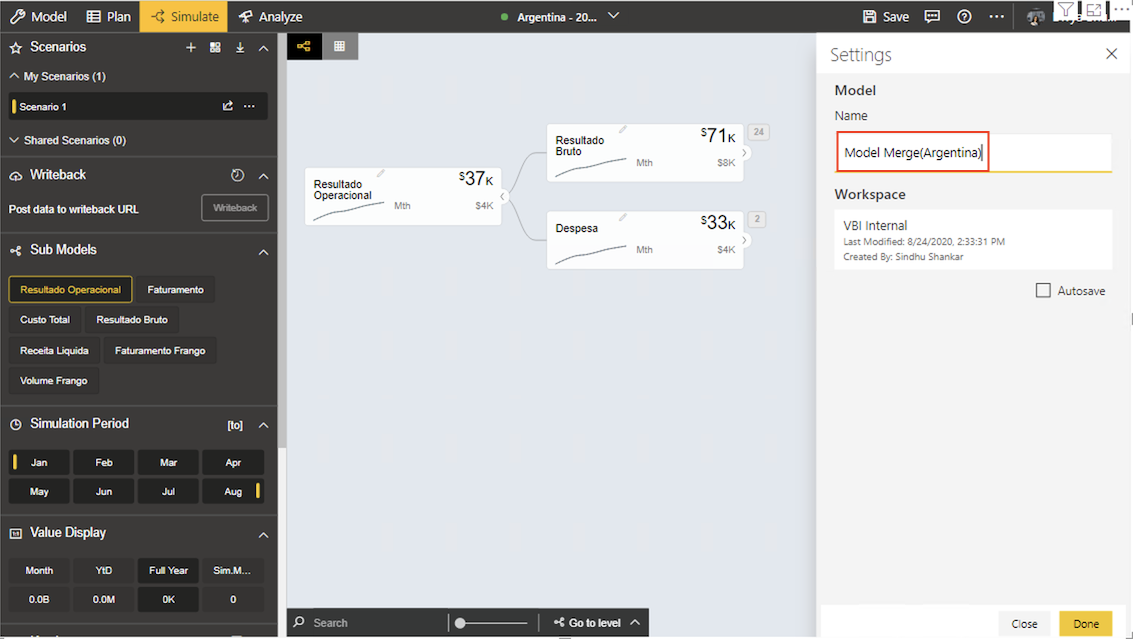 Model Plan Simulate Analyze Argentina - 20... Save
Scenarios
My Scenarios (1)
Scenario 1
Shared Scenarios (0)
Writeback
Post data to writeback URL Writeback
Sub Models
Resultado Operacional Faturamento
Custo Total Resultado Bruto
Receita Liquida Faturamento Frango
Volume Frango
Simulation Period [to]
Jan Feb Mar Apr
May Jun Jul Aug
Value Display
Month YtD Full Year Sim.M...
0.0B 0.0M 0K 0
Resultado
Operacional
$37K
Mth $4K
Resultado
Bruto
$71K
Mth $8K
24
Despesa
$33K
Mth $4K
2
Search Go to level
Settings
Model
Name
Model Merge(Argentina)
Workspace
VBI Internal
Last Modified: 8/24/2020, 2:33:31 PM
Created By: Sindhu Shankar
Autosave
Close Done